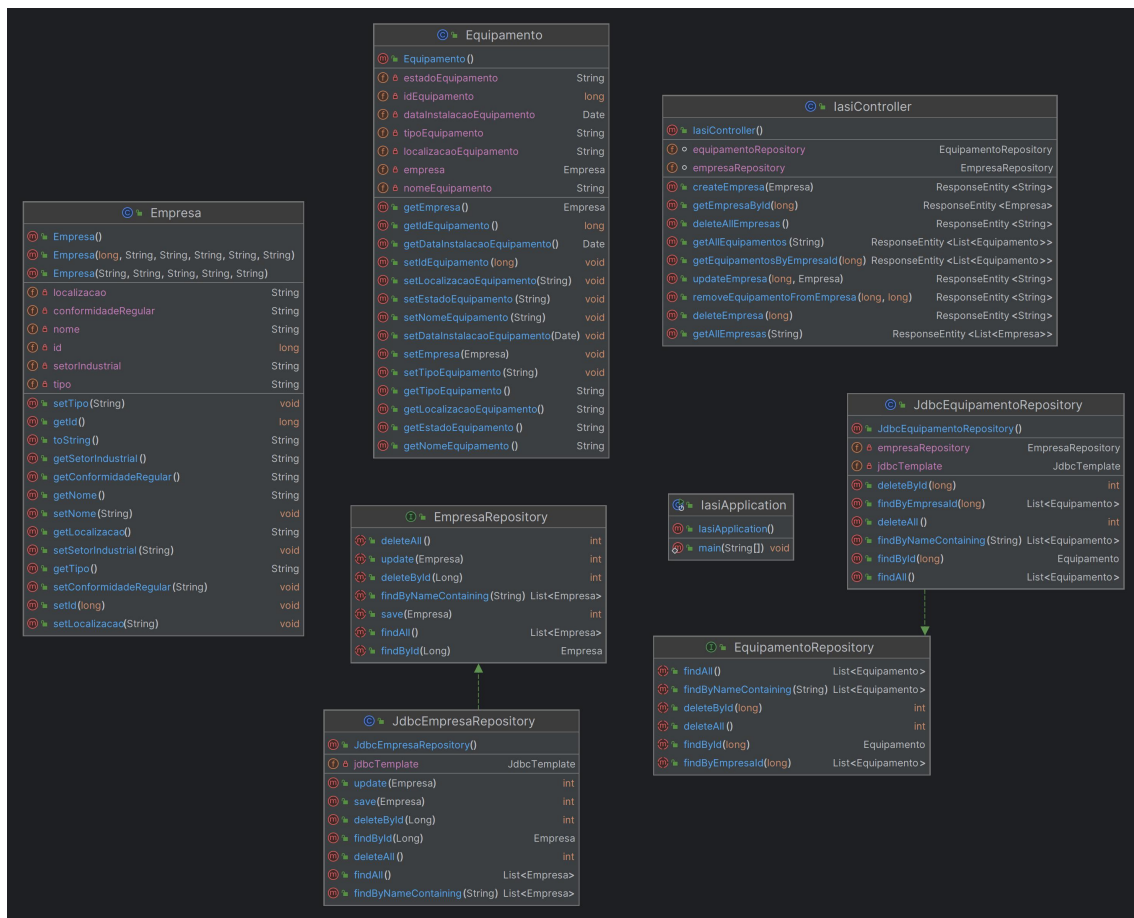 Equipamento
Equipamento()
estadoEquipamento String
idEquipamento long
dataInstalacaoEquipamento Date
tipoEquipamento String
localizacaoEquipamento String
empresa Empresa
nomeEquipamento String
getEmpresa() Empresa
getIdEquipamento() long
getDataInstalacaoEquipamento() Date
setIdEquipamento(long) void
setLocalizacaoEquipamento(String) void
setEstadoEquipamento(String) void
setNomeEquipamento(String) void
setDataInstalacaoEquipamento(Date) void
setEmpresa(Empresa) void
setTipoEquipamento(String) void
getTipoEquipamento() String
getLocalizacaoEquipamento() String
getEstadoEquipamento() String
getNomeEquipamento() String
IasiController
IasiController()
equipamentoRepository EquipamentoRepository
empresaRepository EmpresaRepository
createEmpresa(Empresa) ResponseEntity<String>
getEmpresaById(long) ResponseEntity<Empresa>
deleteAllEmpresas() ResponseEntity<String>
getAllEquipamentos(String) ResponseEntity<List<Equipamento>>
getEquipamentosByEmpresaId(long) ResponseEntity<List<Equipamento>>
updateEmpresa(long, Empresa) ResponseEntity<String>
removeEquipamentoFromEmpresa(long, long) ResponseEntity<String>
deleteEmpresa(long) ResponseEntity<String>
getAllEmpresas(String) ResponseEntity<List<Empresa>>
Empresa
Empresa()
Empresa(long, String, String, String, String, String)
Empresa(String, String, String, String, String)
localizacao String
conformidadeRegular String
nome String
id long
setorIndustrial String
tipo String
setTipo(String) void
getId() long
toString() String
getSetorIndustrial() String
getConformidadeRegular() String
getNome() String
setNome(String) void
getLocalizacao() String
setSetorIndustrial(String) void
getTipo() String
setConformidadeRegular(String) void
setId(long) void
setLocalizacao(String) void
JdbcEquipamentoRepository
JdbcEquipamentoRepository()
empresaRepository EmpresaRepository
jdbcTemplate JdbcTemplate
deleteById(long) int
findByEmpresaId(long) List<Equipamento>
deleteAll() int
findByNameContaining(String) List<Equipamento>
findById(long) Equipamento
findAll() List<Equipamento>
IasiApplication
IasiApplication()
main(String[]) void
EmpresaRepository
deleteAll() int
update(Empresa) int
deleteById(Long) int
findByNameContaining(String) List<Empresa>
save(Empresa) int
findAll() List<Empresa>
findById(Long) Empresa
EquipamentoRepository
findAll() List<Equipamento>
findByNameContaining(String) List<Equipamento>
deleteById(long) int
deleteAll() int
findById(long) Equipamento
findByEmpresaId(long) List<Equipamento>
JdbcEmpresaRepository
JdbcEmpresaRepository()
jdbcTemplate JdbcTemplate
update(Empresa) int
save(Empresa) int
deleteById(Long) int
findById(Long) Empresa
deleteAll() int
findAll() List<Empresa>
findByNameContaining(String) List<Empresa>